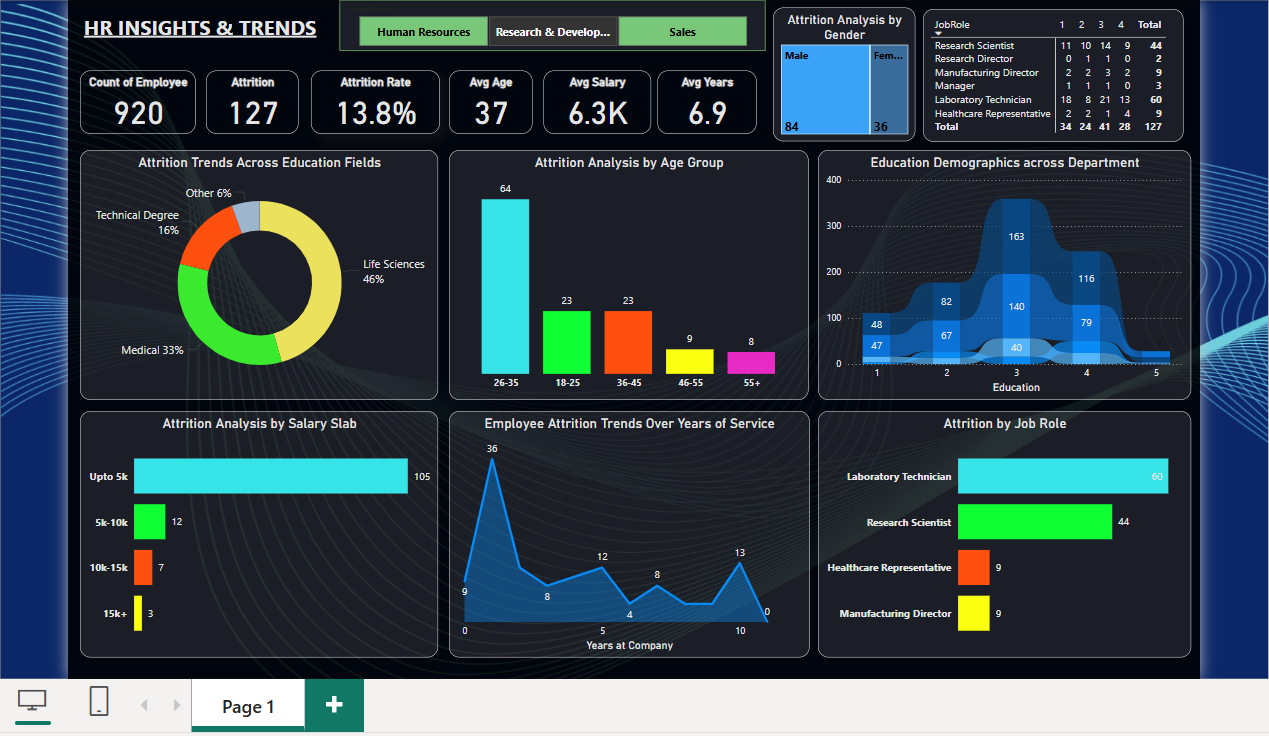 HR INSIGHTS & TRENDS
Human Resources
Research & Develop...
Sales
Count of Employee
920
Attrition
127
Attrition Rate
13.8%
Avg Age
37
Avg Salary
6.3K
Avg Years
6.9
Attrition Analysis by
Gender
Male
Fem...
84
36
JobRole 1 2 3 4 Total
Research Scientist 11 10 14 9 44
Research Director 0 1 1 0 2
Manufacturing Director 2 2 3 2 9
Manager 1 1 1 0 3
Laboratory Technician 18 8 21 13 60
Healthcare Representative 2 2 1 4 9
Total 34 24 41 28 127
Attrition Trends Across Education Fields
Other 6%
Technical Degree
16%
Life Sciences
46%
Medical 33%
Attrition Analysis by Age Group
64
23
23
9
8
26-35
18-25
36-45
46-55
55+
Education Demographics across Department
400
300
200
100
0
163
116
82
140
79
67
48
47
40
1
2
3
4
5
Education
Attrition Analysis by Salary Slab
Upto 5k 105
5k-10k 12
10k-15k 7
15k+ 3
Employee Attrition Trends Over Years of Service
36
9
8
12
4
8
13
0
0
5
10
Years at Company
Attrition by Job Role
Laboratory Technician 60
Research Scientist 44
Healthcare Representative 9
Manufacturing Director 9
Page 1
+